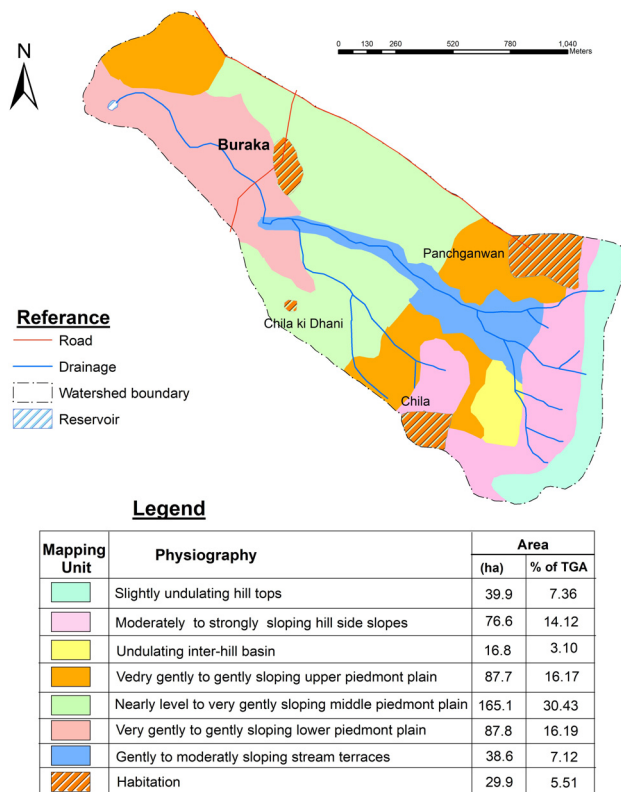 N
0 130 260 520 780 1,040
Meters
Buraka
Panchganwan
Referance
Road
Chila ki Dhani
Drainage
Watershed boundary
Chila
Reservoir
Legend
Mapping Unit Physiography Area
(ha) % of TGA
Slightly undulating hill tops 39.9 7.36
Moderately to strongly sloping hill side slopes 76.6 14.12
Undulating inter-hill basin 16.8 3.10
Vedry gently to gently sloping upper piedmont plain 87.7 16.17
Nearly level to very gently sloping middle piedmont plain 165.1 30.43
Very gently to gently sloping lower piedmont plain 87.8 16.19
Gently to moderatly sloping stream terraces 38.6 7.12
Habitation 29.9 5.51